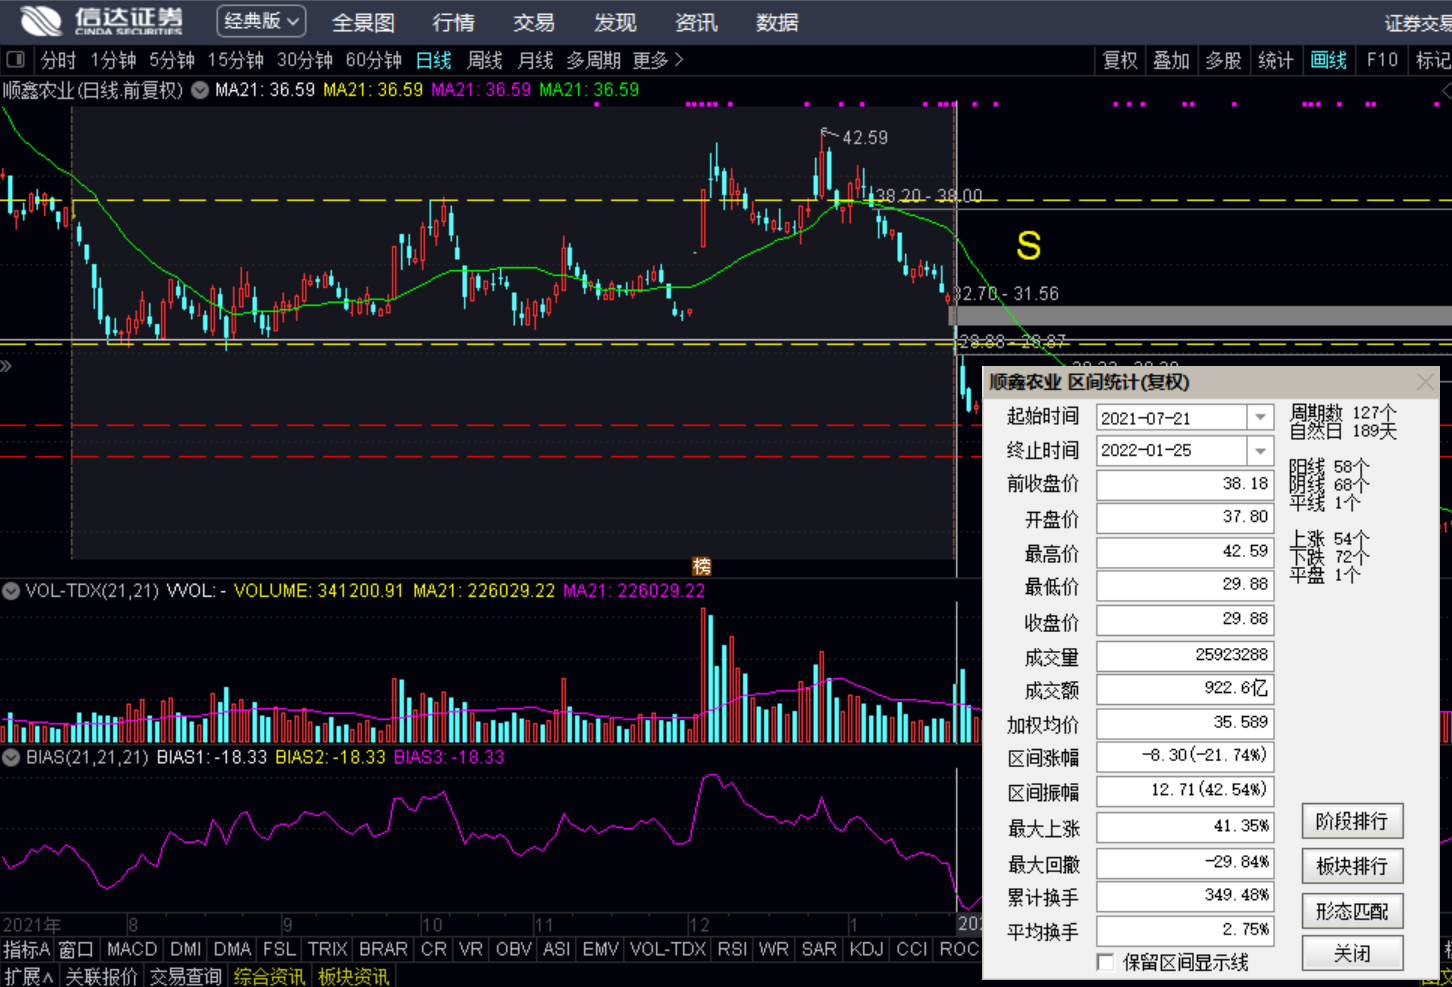 信达证券
CINDA SECURITIES
经典版 全景图 行情 交易 发现 资讯 数据 证券交易
分时 1分钟 5分钟 15分钟 30分钟 60分钟 日线 周线 月线 多周期 更多 >
复权 叠加 多股 统计 画线 F10 标记
顺鑫农业(日线.前复权) MA21: 36.59 MA21: 36.59 MA21: 36.59 MA21: 36.59
42.59
38.20 - 38.00
S
32.70 - 31.56
29.88 - 29.87
顺鑫农业 区间统计(复权)
起始时间 2021-07-21
终止时间 2022-01-25
前收盘价 38.18
开盘价 37.80
最高价 42.59
最低价 29.88
收盘价 29.88
成交量 25923288
成交额 922.6亿
加权均价 35.589
区间涨幅 -8.30(-21.74%)
区间振幅 12.71(42.54%)
最大上涨 41.35%
最大回撤 -29.84%
累计换手 349.48%
平均换手 2.75%
保留区间显示线
周期数 127个
自然日 189天
阳线 58个
阴线 68个
平线 1个
上涨 54个
下跌 72个
平盘 1个
阶段排行
板块排行
形态匹配
关闭
榜
VOL-TDX(21,21) VVOL: - VOLUME: 341200.91 MA21: 226029.22 MA21: 226029.22
BIAS(21,21,21) BIAS1: -18.33 BIAS2: -18.33 BIAS3: -18.33
2021年 8 9 10 11 12 1 202
指标A 窗口 MACD DMI DMA FSL TRIX BRAR CR VR OBV ASI EMV VOL-TDX RSI WR SAR KDJ CCI ROC
扩展∧ 关联报价 交易查询 综合资讯 板块资讯